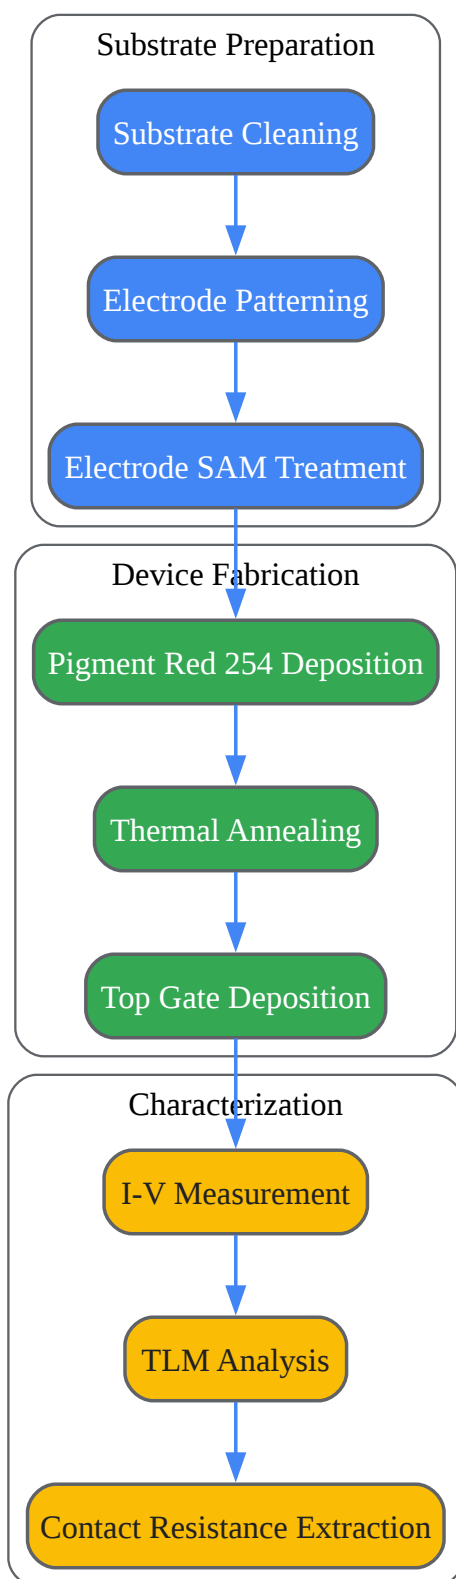 Substrate Preparation
Substrate Cleaning
Electrode Patterning
Electrode SAM Treatment
Device Fabrication
Pigment Red 254 Deposition
Thermal Annealing
Top Gate Deposition
Characterization
I-V Measurement
TLM Analysis
Contact Resistance Extraction